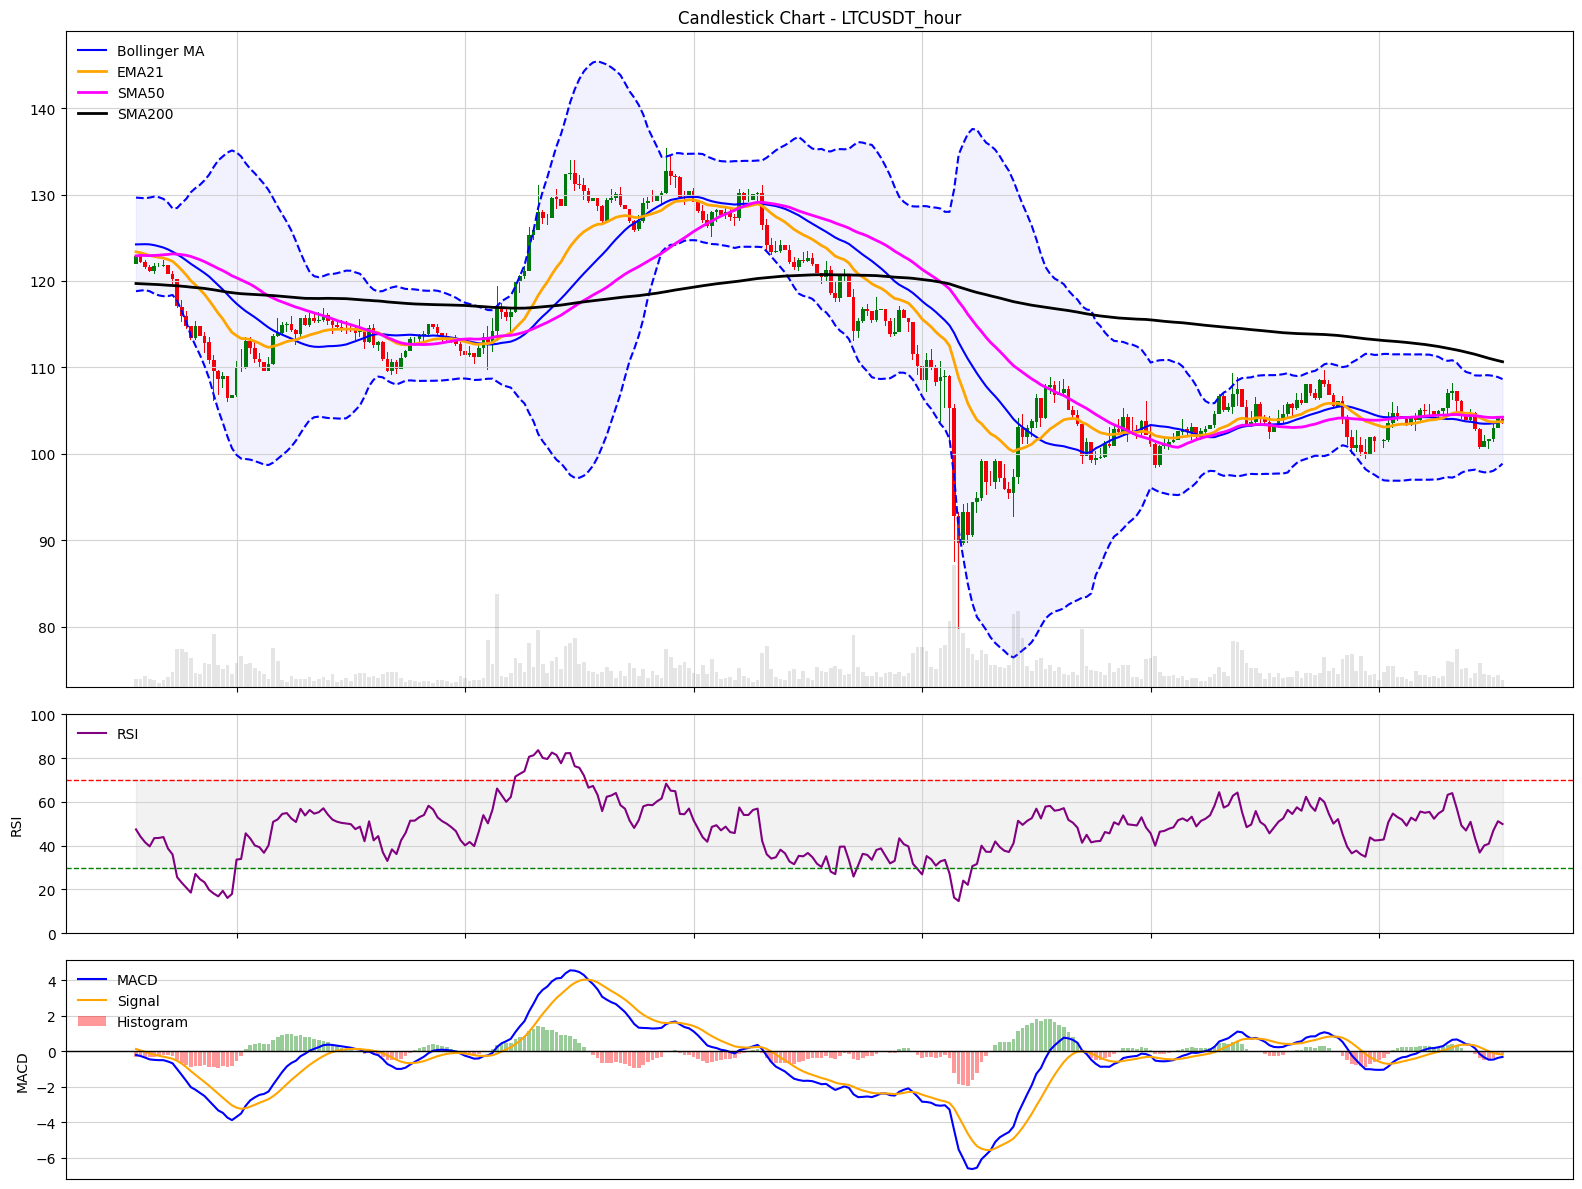 Candlestick Chart - LTCUSDT_hour
Bollinger MA
EMA21
SMA50
SMA200
140
130
120
110
100
90
80
100
80
60
40
20
0
RSI
RSI
4
2
0
−2
−4
−6
MACD
MACD
Signal
Histogram